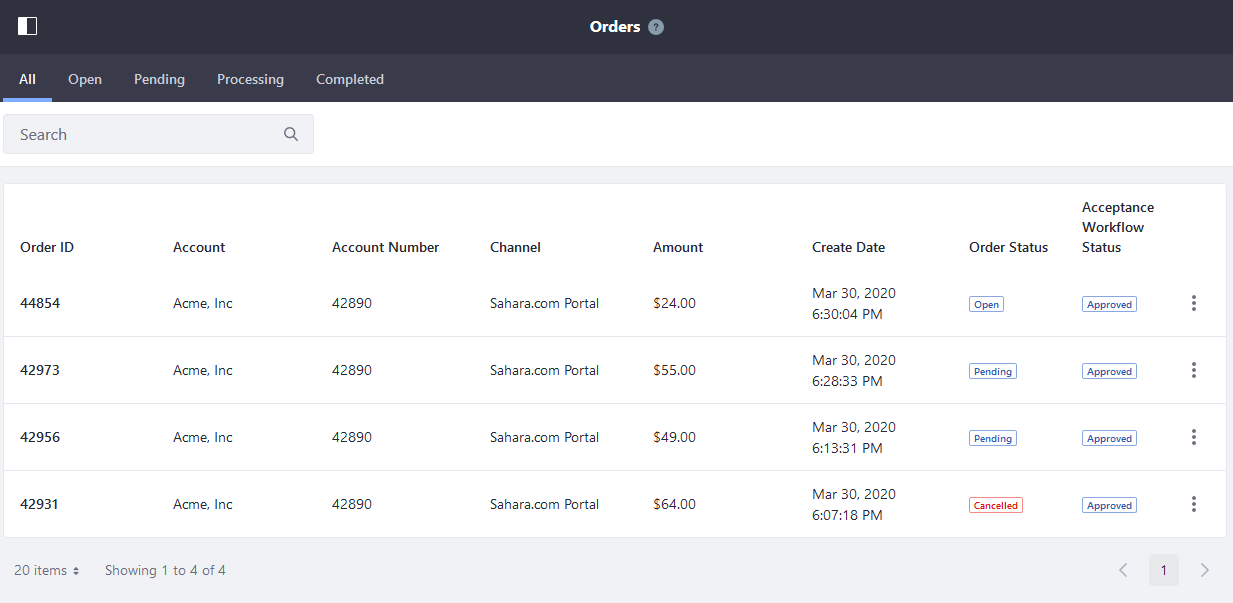 Orders ?
All Open Pending Processing Completed
Search
Order ID Account Account Number Channel Amount Create Date Order Status Acceptance Workflow Status
44854 Acme, Inc 42890 Sahara.com Portal $24.00 Mar 30, 2020 6:30:04 PM Open Approved
42973 Acme, Inc 42890 Sahara.com Portal $55.00 Mar 30, 2020 6:28:33 PM Pending Approved
42956 Acme, Inc 42890 Sahara.com Portal $49.00 Mar 30, 2020 6:13:31 PM Pending Approved
42931 Acme, Inc 42890 Sahara.com Portal $64.00 Mar 30, 2020 6:07:18 PM Cancelled Approved
20 items Showing 1 to 4 of 4 1